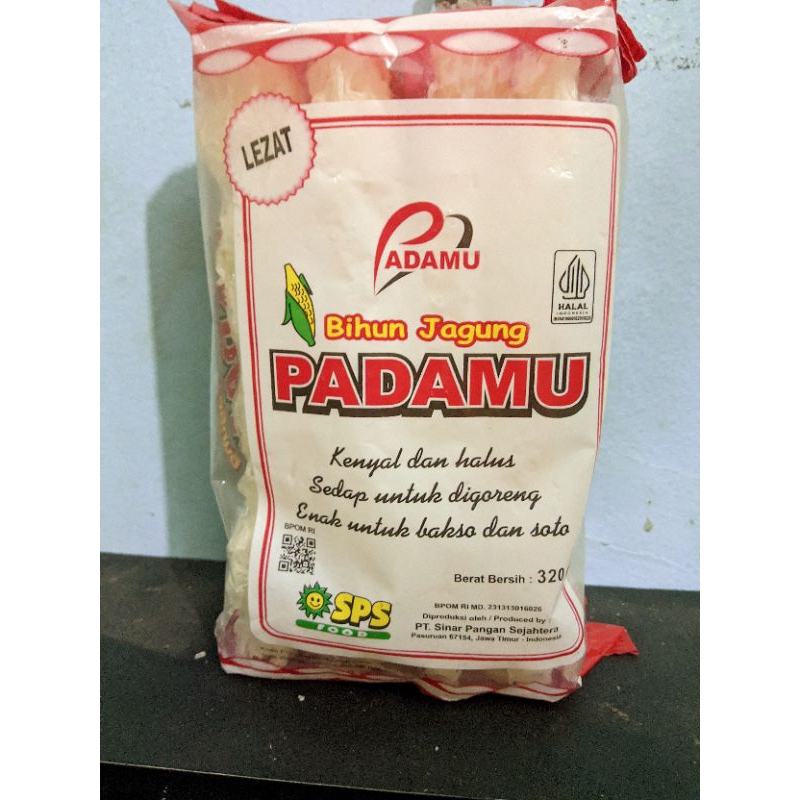 LEZAT
PADAMU
HALAL
INDONESIA
Bihun Jagung
PADAMU
Kenyal dan halus
Sedap untuk digoreng
Enak untuk bakso dan soto
BPOM RI
Berat Bersih : 320
SPS
FOOD
BPOM RI MD. 231313016026
Diproduksi oleh / Produced by :
PT. Sinar Pangan Sejahtera
Pasuruan 67154, Jawa Timur - Indonesia